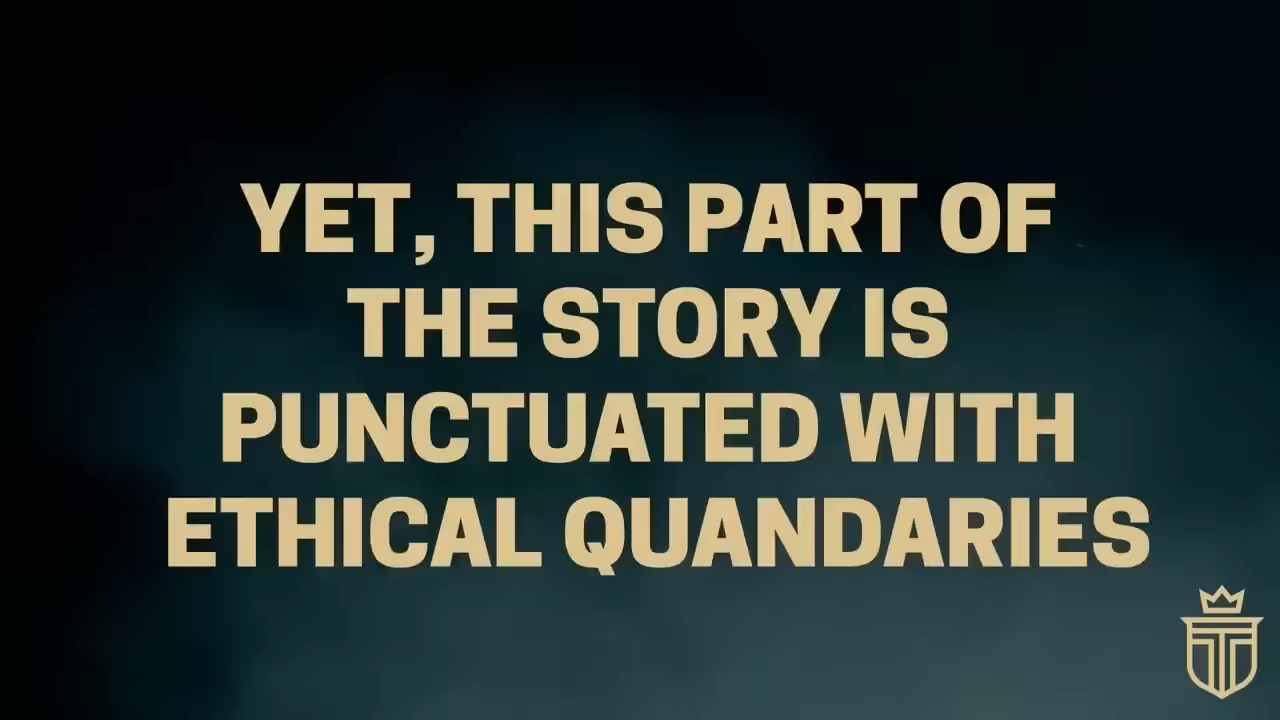 YET, THIS PART OF
THE STORY IS
PUNCTUATED WITH
ETHICAL QUANDARIES